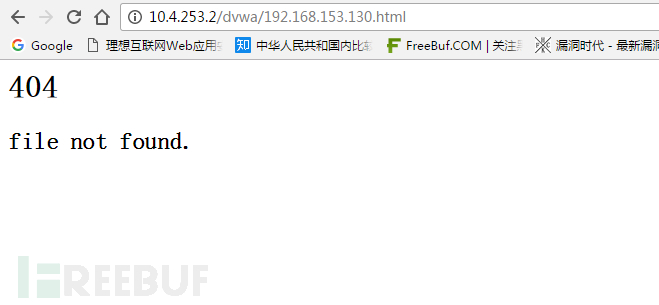 10.4.253.2/dvwa/192.168.153.130.html
Google 理想互联网Web应用 知 中华人民共和国内比 FreeBuf.COM | 关注 漏洞时代 - 最新漏
404
file not found.
FREEBUF